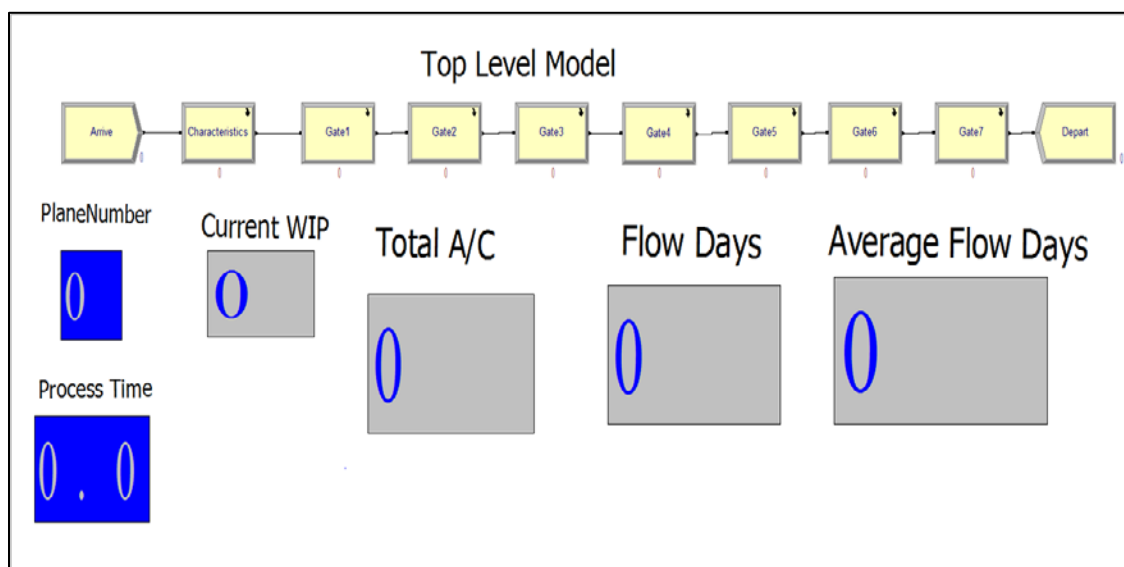 Top Level Model
Arrive Characteristics Gate1 Gate2 Gate3 Gate4 Gate5 Gate6 Gate7 Depart
0 0 0 0 0 0 0 0 0 0
PlaneNumber Current WIP Total A/C Flow Days Average Flow Days
0 0 0 0 0
Process Time
0.0